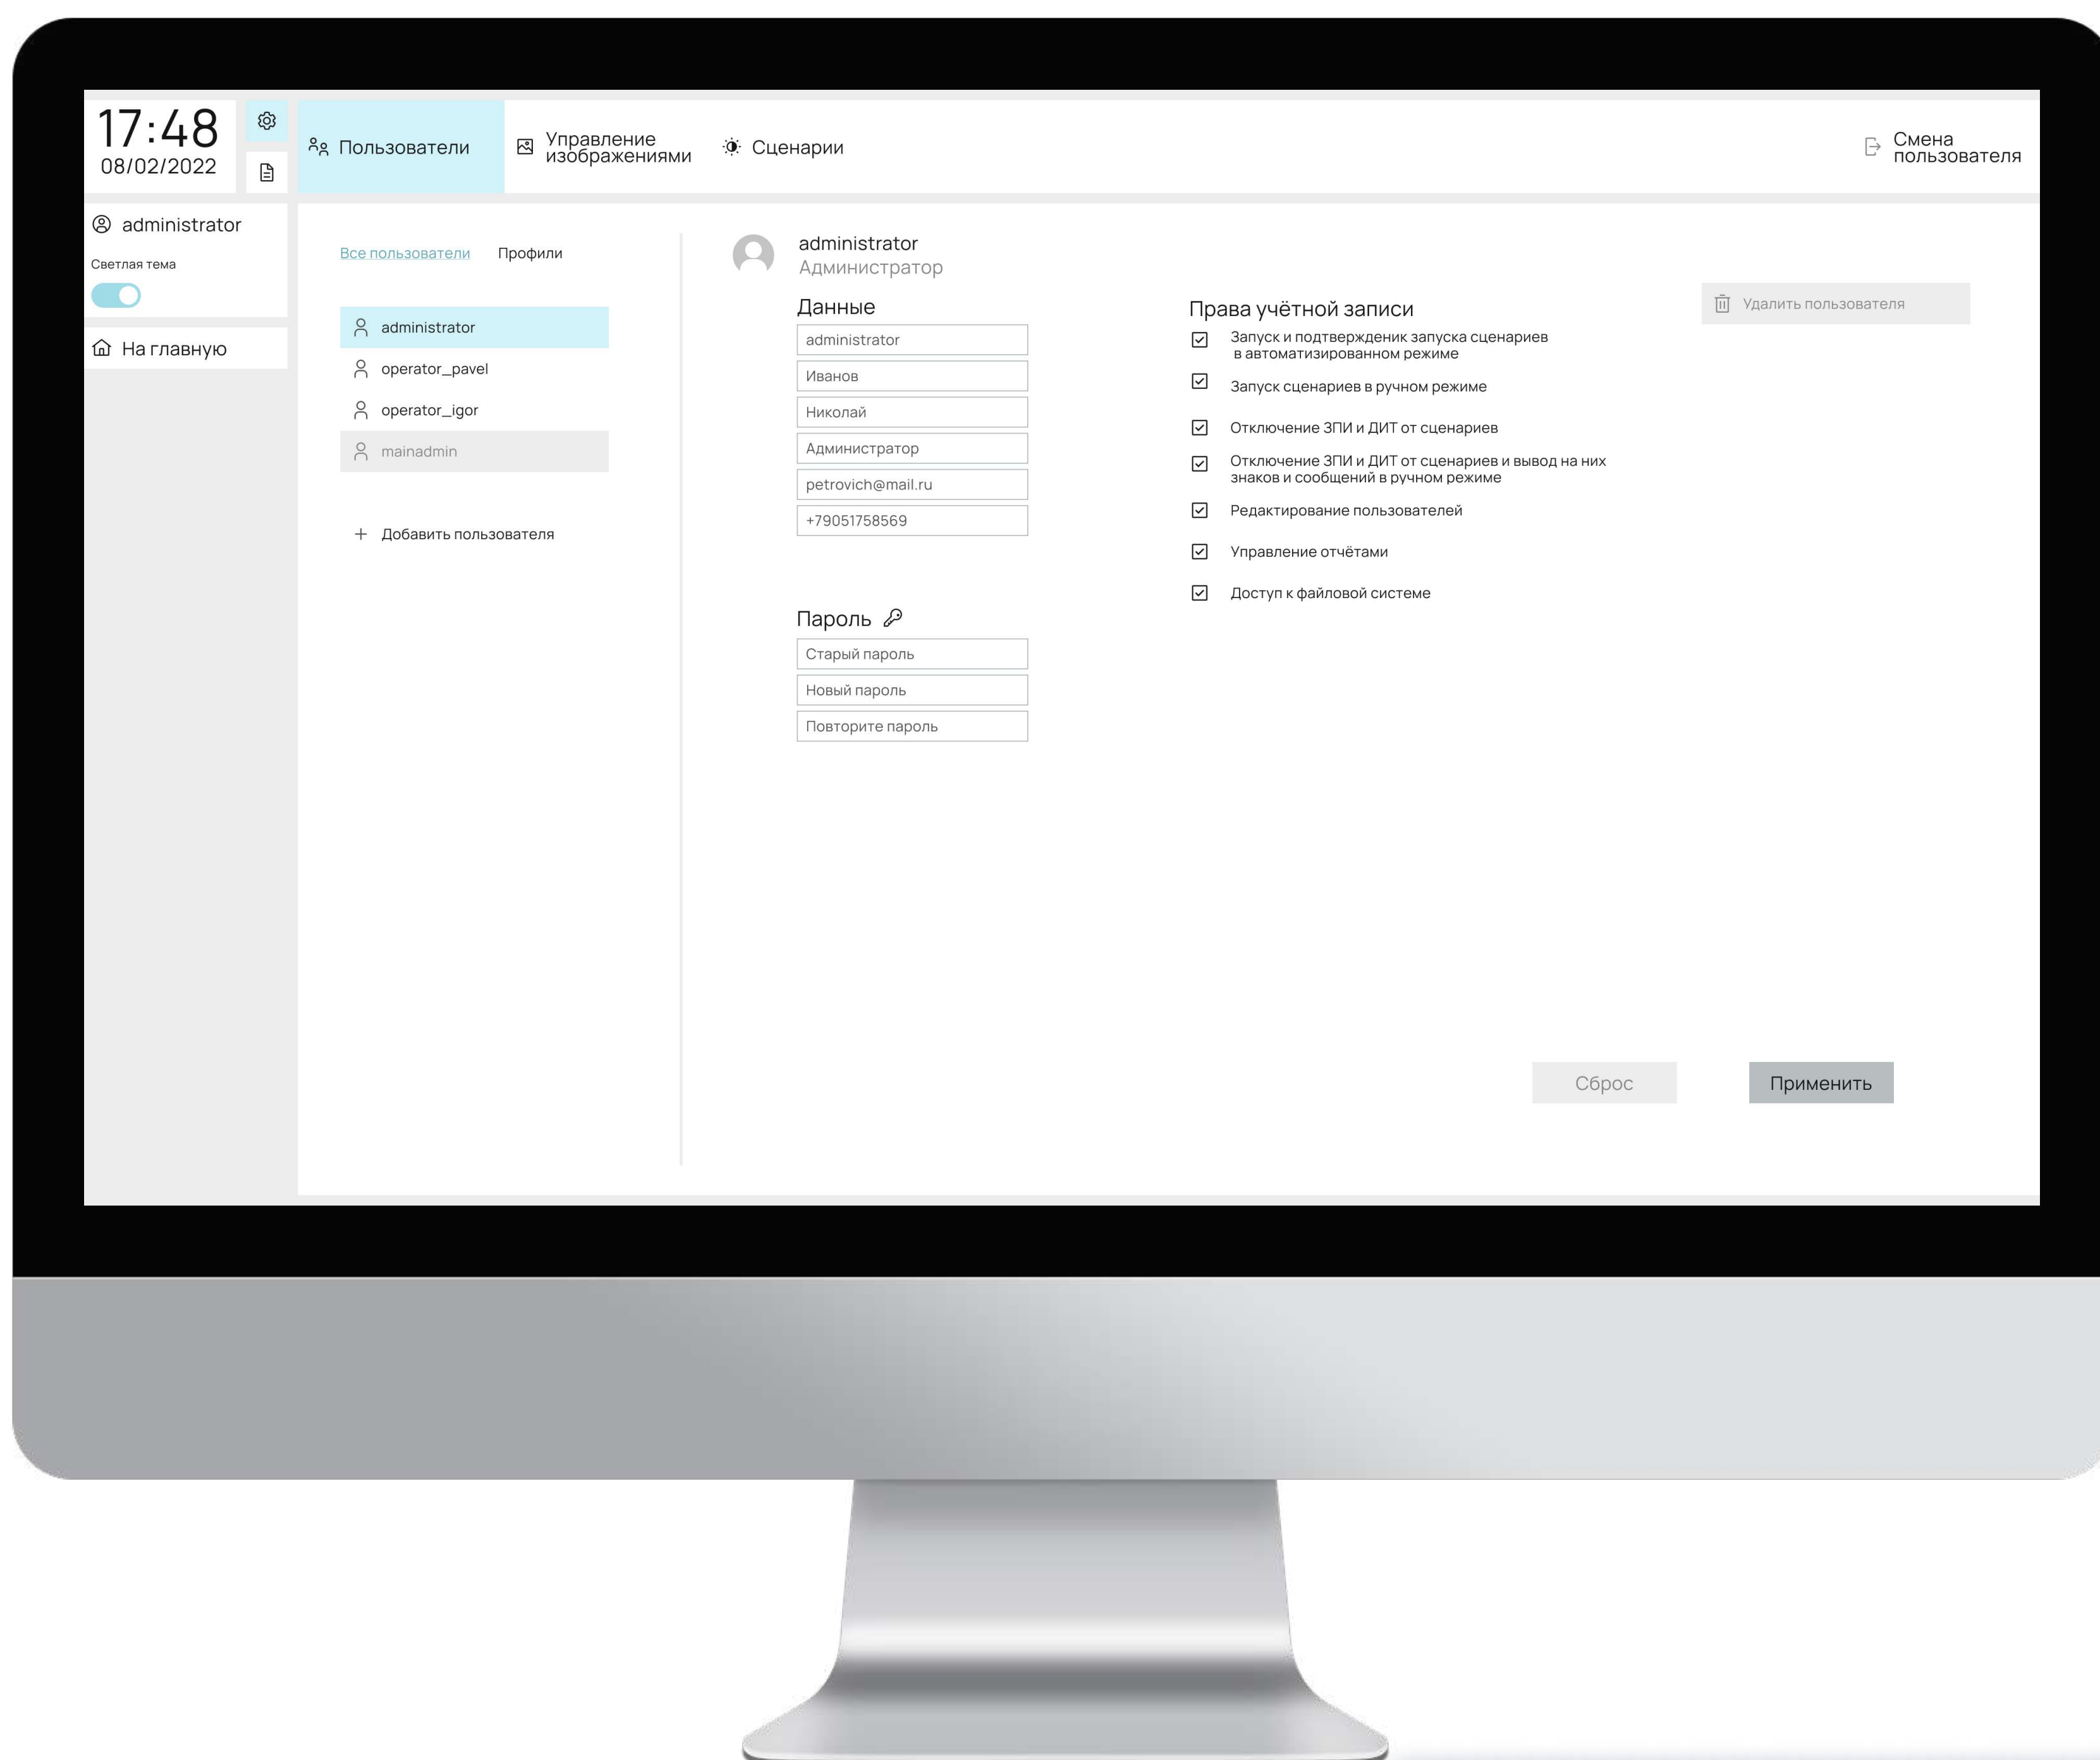 17:48
08/02/2022
Пользователи
Управление
изображениями
Сценарии
Смена
пользователя
administrator
Светлая тема
На главную
Все пользователи
Профили
administrator
operator_pavel
operator_igor
mainadmin
Добавить пользователя
administrator
Администратор
Данные
administrator
Иванов
Николай
Администратор
petrovich@mail.ru
+79051758569
Пароль
Старый пароль
Новый пароль
Повторите пароль
Права учётной записи
Запуск и подтвержденик запуска сценариев
в автоматизированном режиме
Запуск сценариев в ручном режиме
Отключение ЗПИ и ДИТ от сценариев
Отключение ЗПИ и ДИТ от сценариев и вывод на них
знаков и сообщений в ручном режиме
Редактирование пользователей
Управление отчётами
Доступ к файловой системе
Удалить пользователя
Сброс
Применить